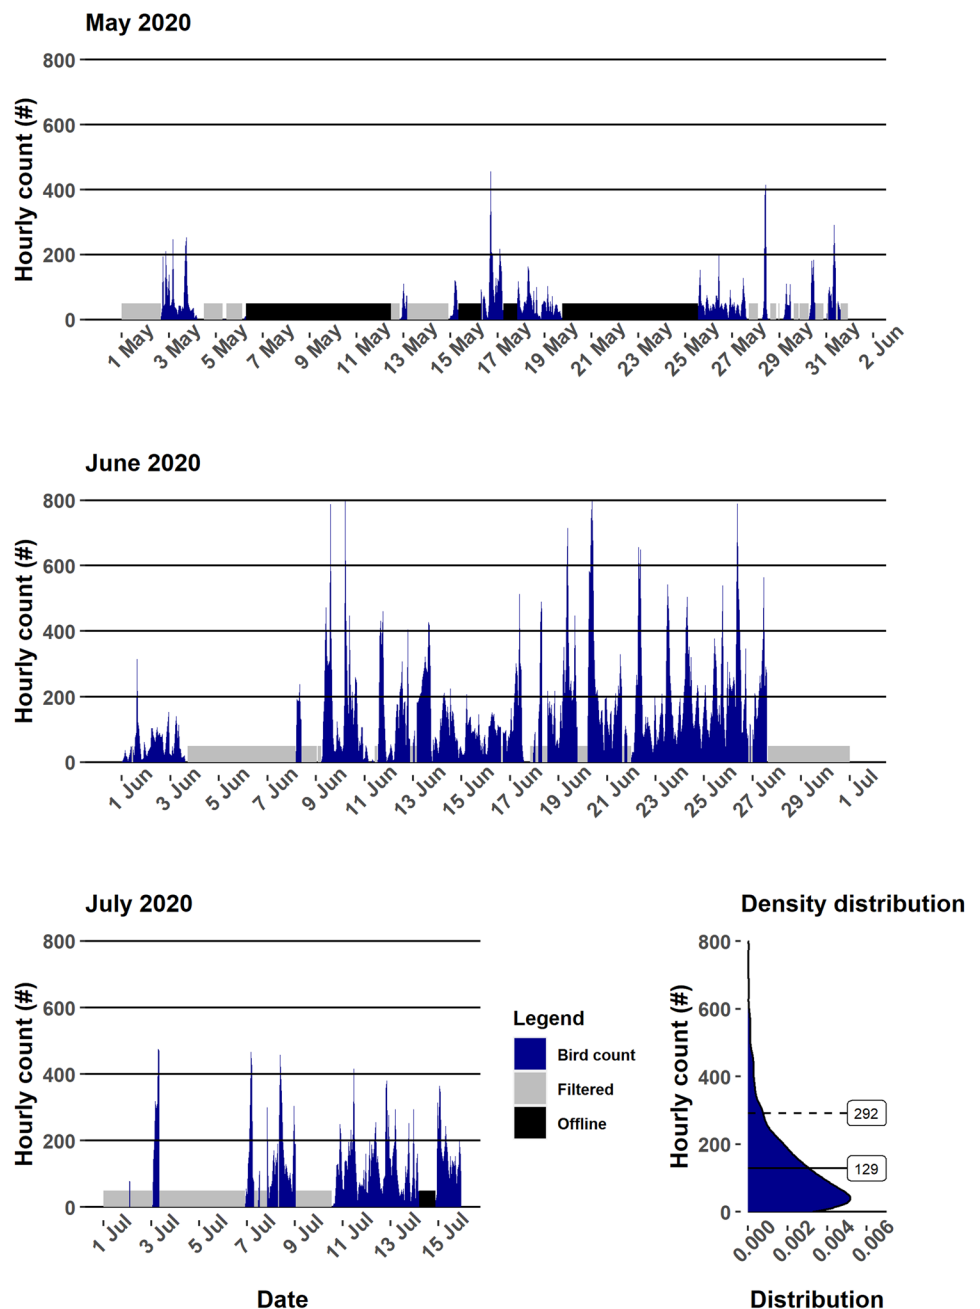 May 2020
Hourly count (#)
800
600
400
200
0
1 May
3 May
5 May
7 May
9 May
11 May
13 May
15 May
17 May
19 May
21 May
23 May
25 May
27 May
29 May
31 May
2 Jun
June 2020
Hourly count (#)
800
600
400
200
0
1 Jun
3 Jun
5 Jun
7 Jun
9 Jun
11 Jun
13 Jun
15 Jun
17 Jun
19 Jun
21 Jun
23 Jun
25 Jun
27 Jun
29 Jun
1 Jul
July 2020
Hourly count (#)
800
600
400
200
0
1 Jul
3 Jul
5 Jul
7 Jul
9 Jul
11 Jul
13 Jul
15 Jul
Date
Legend
Bird count
Filtered
Offline
Density distribution
Hourly count (#)
800
600
400
200
0
292
129
0.000
0.002
0.004
0.006
Distribution